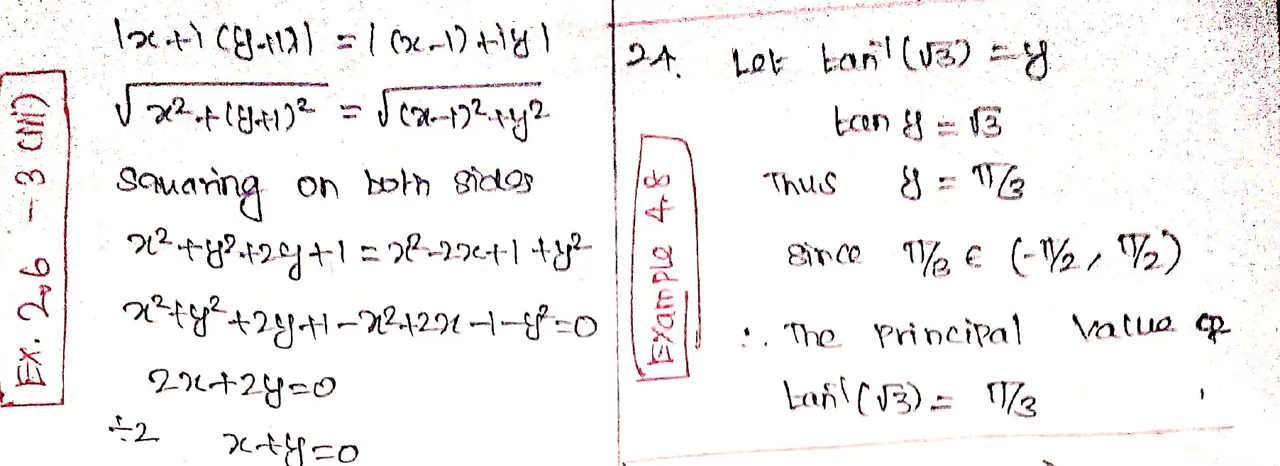 Ex. 2.6 - 3 (iii)
|x+i(y+1)| = |(x-1)+iy|
√x²+(y+1)² = √(x-1)²+y²
Squaring on both sides
x²+y²+2y+1 = x²-2x+1+y²
x²+y²+2y+1-x²+2x-1-y²=0
2x+2y=0
÷2 x+y=0
Example 4.8
24. Let tan⁻¹(√3) = y
tan y = √3
Thus y = π/3
Since π/3 ∈ (-π/2, π/2)
∴ The Principal Value of
tan⁻¹(√3) = π/3